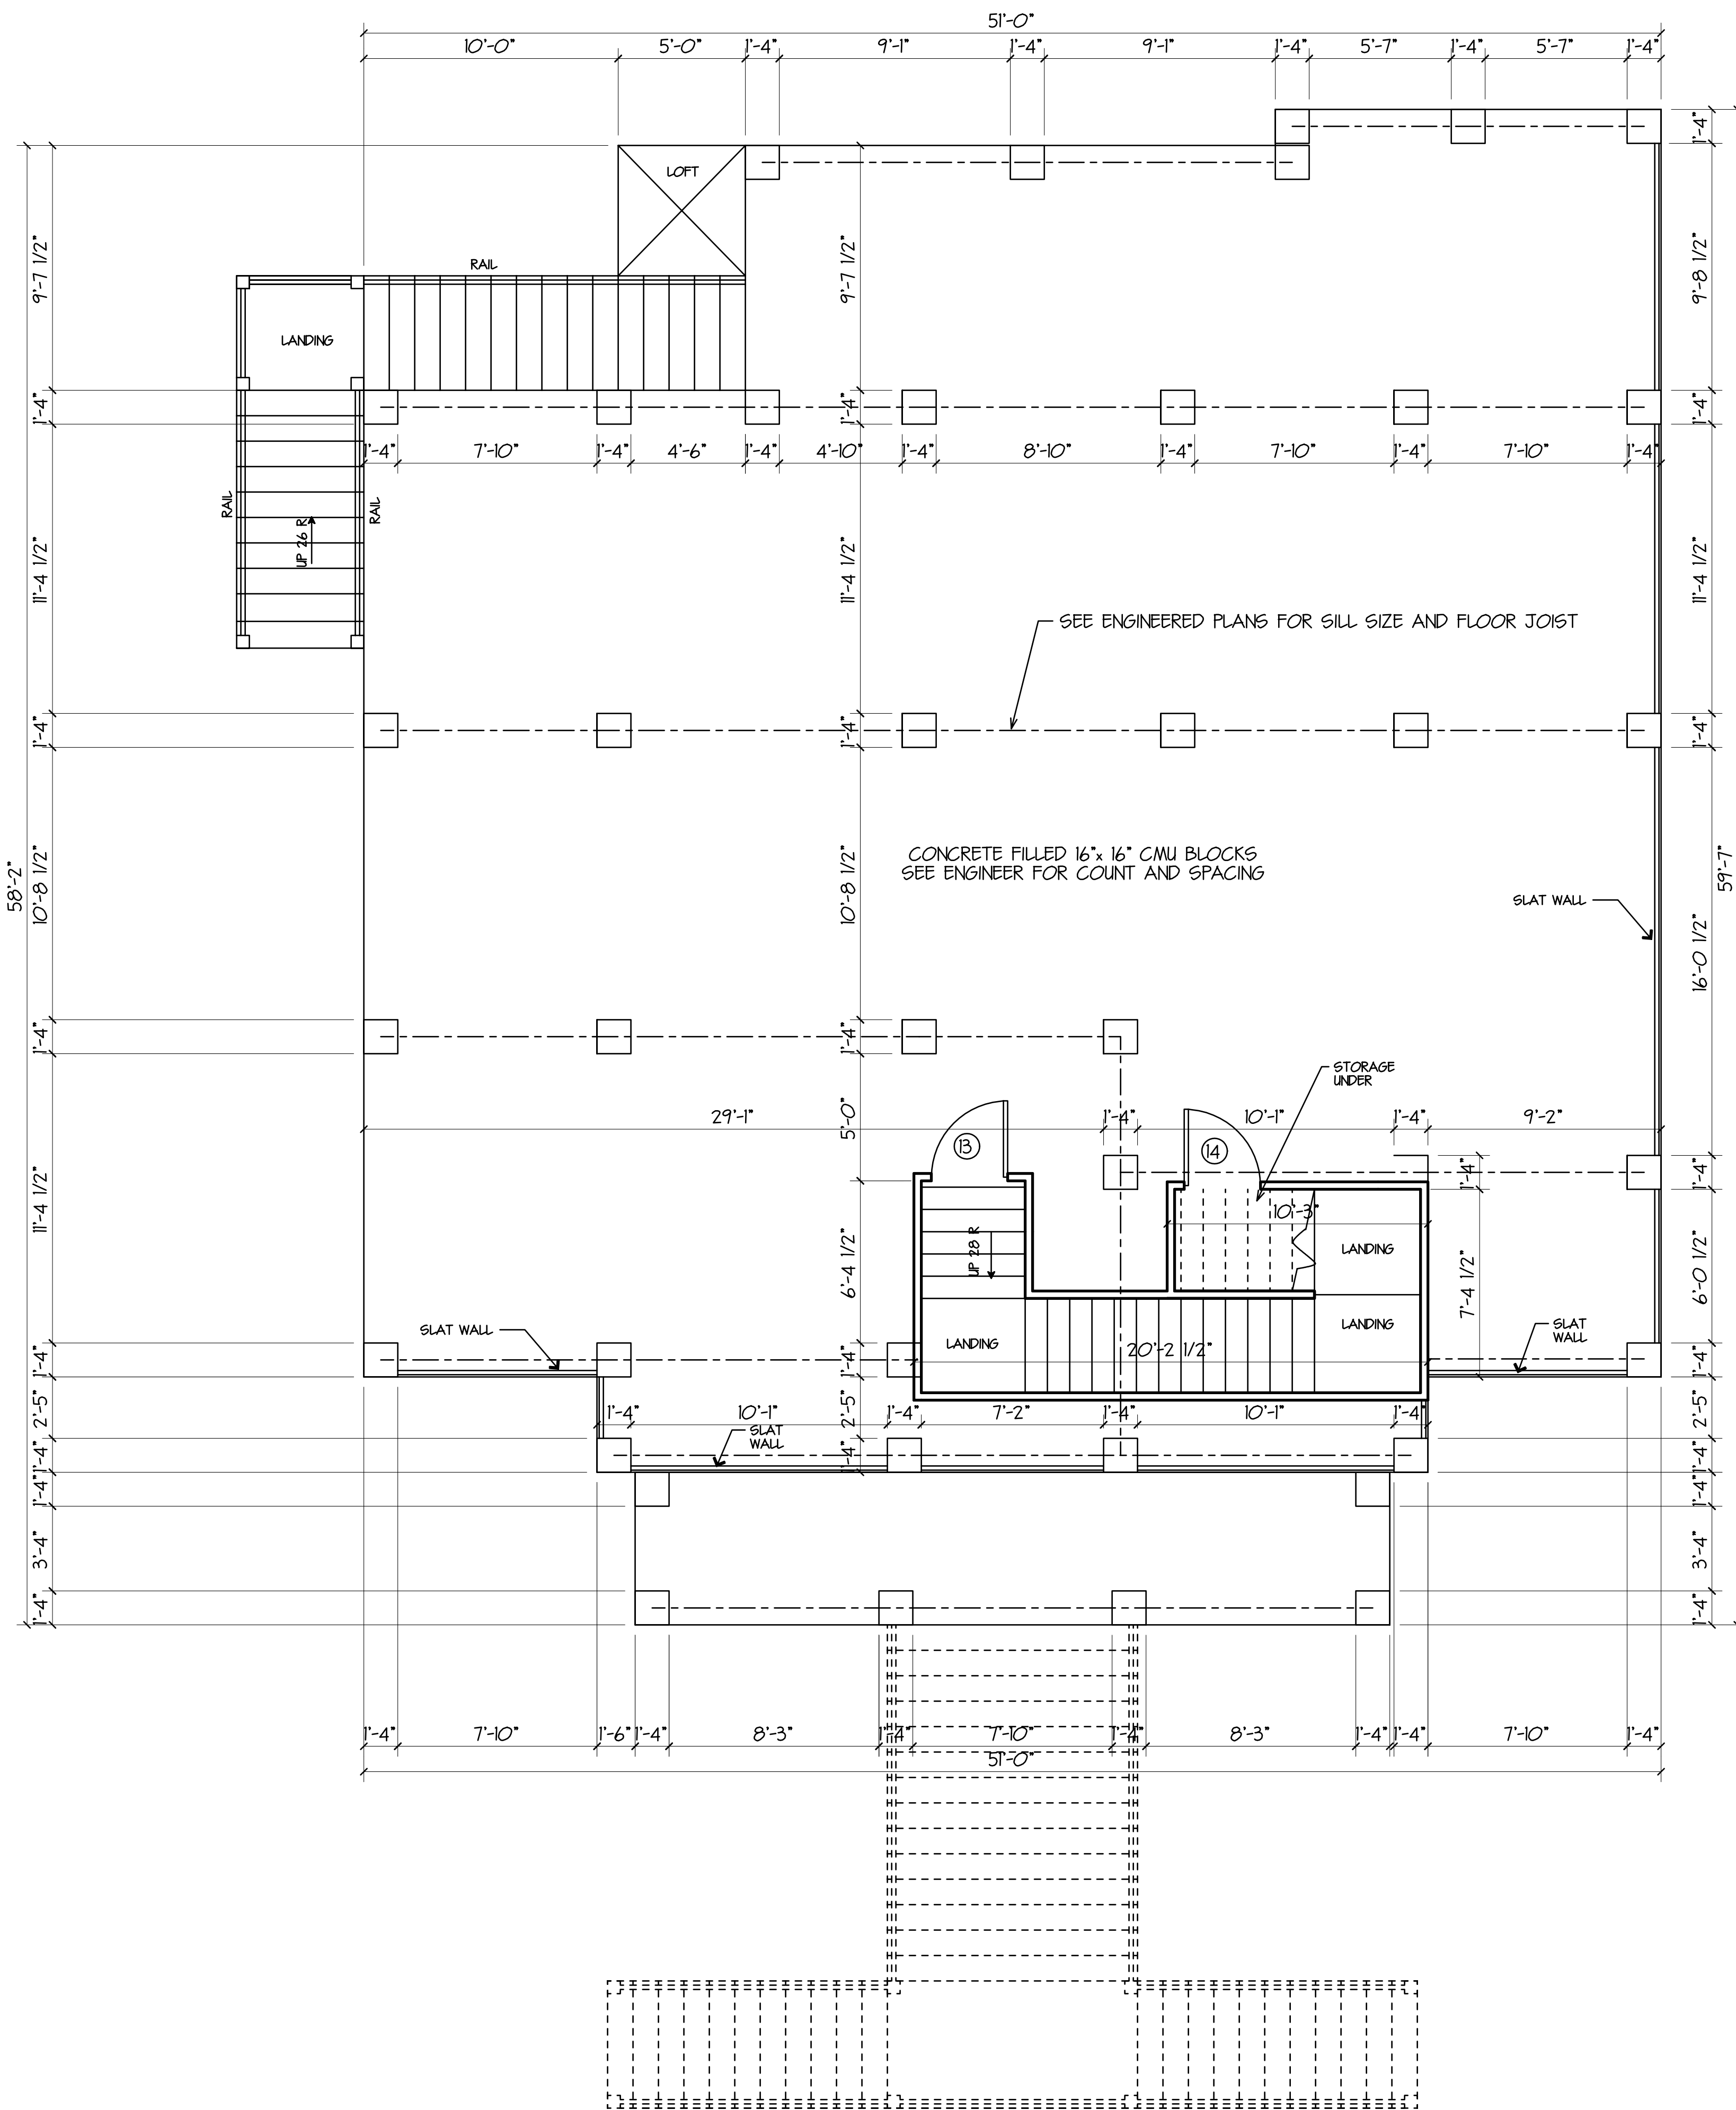 51'-0"
10'-0" 5'-0" 1'-4" 9'-1" 1'-4" 9'-1" 1'-4" 5'-7" 1'-4" 5'-7" 1'-4"
1'-4"
LOFT
9'-7 1/2"
9'-7 1/2"
9'-8 1/2"
RAIL
LANDING
1'-4"
1'-4"
1'-4"
1'-4" 7'-10" 1'-4" 4'-6" 1'-4" 4'-10" 1'-4" 8'-10" 1'-4" 7'-10" 1'-4" 7'-10" 1'-4"
RAIL
UP 26 R
RAIL
11'-4 1/2"
11'-4 1/2"
11'-4 1/2"
SEE ENGINEERED PLANS FOR SILL SIZE AND FLOOR JOIST
1'-4"
1'-4"
1'-4"
CONCRETE FILLED 16"x 16" CMU BLOCKS
SEE ENGINEER FOR COUNT AND SPACING
58'-2"
10'-8 1/2"
10'-8 1/2"
59'-7"
SLAT WALL
16'-0 1/2"
1'-4"
1'-4"
STORAGE
UNDER
29'-1" 1'-4" 10'-1" 1'-4" 9'-2"
5'-0"
13
14
11'-4 1/2"
1'-4"
1'-4"
10'-3"
UP 28 R
LANDING
6'-4 1/2"
7'-4 1/2"
6'-0 1/2"
SLAT WALL
LANDING
LANDING
SLAT
WALL
20'-2 1/2"
1'-4"
1'-4"
1'-4"
2'-5"
2'-5"
2'-5"
1'-4" 10'-1" 1'-4" 7'-2" 1'-4" 10'-1" 1'-4"
SLAT
WALL
1'-4"
1'-4"
1'-4"
1'-4"
1'-4"
3'-4"
3'-4"
1'-4"
1'-4"
1'-4" 7'-10" 1'-6" 1'-4" 8'-3" 1'-4" 7'-10" 1'-4" 8'-3" 1'-4" 1'-4" 7'-10" 1'-4"
51'-0"